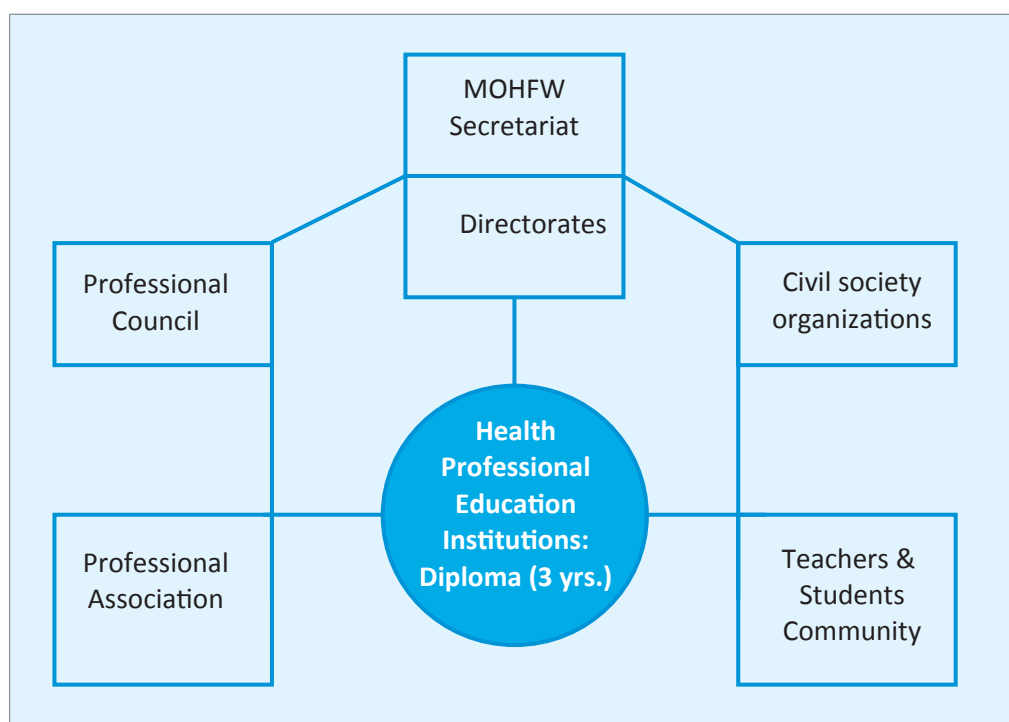 MOHFW
Secretariat
Directorates
Professional
Council
Civil society
organizations
Health
Professional
Education
Institutions:
Diploma (3 yrs.)
Professional
Association
Teachers &
Students
Community